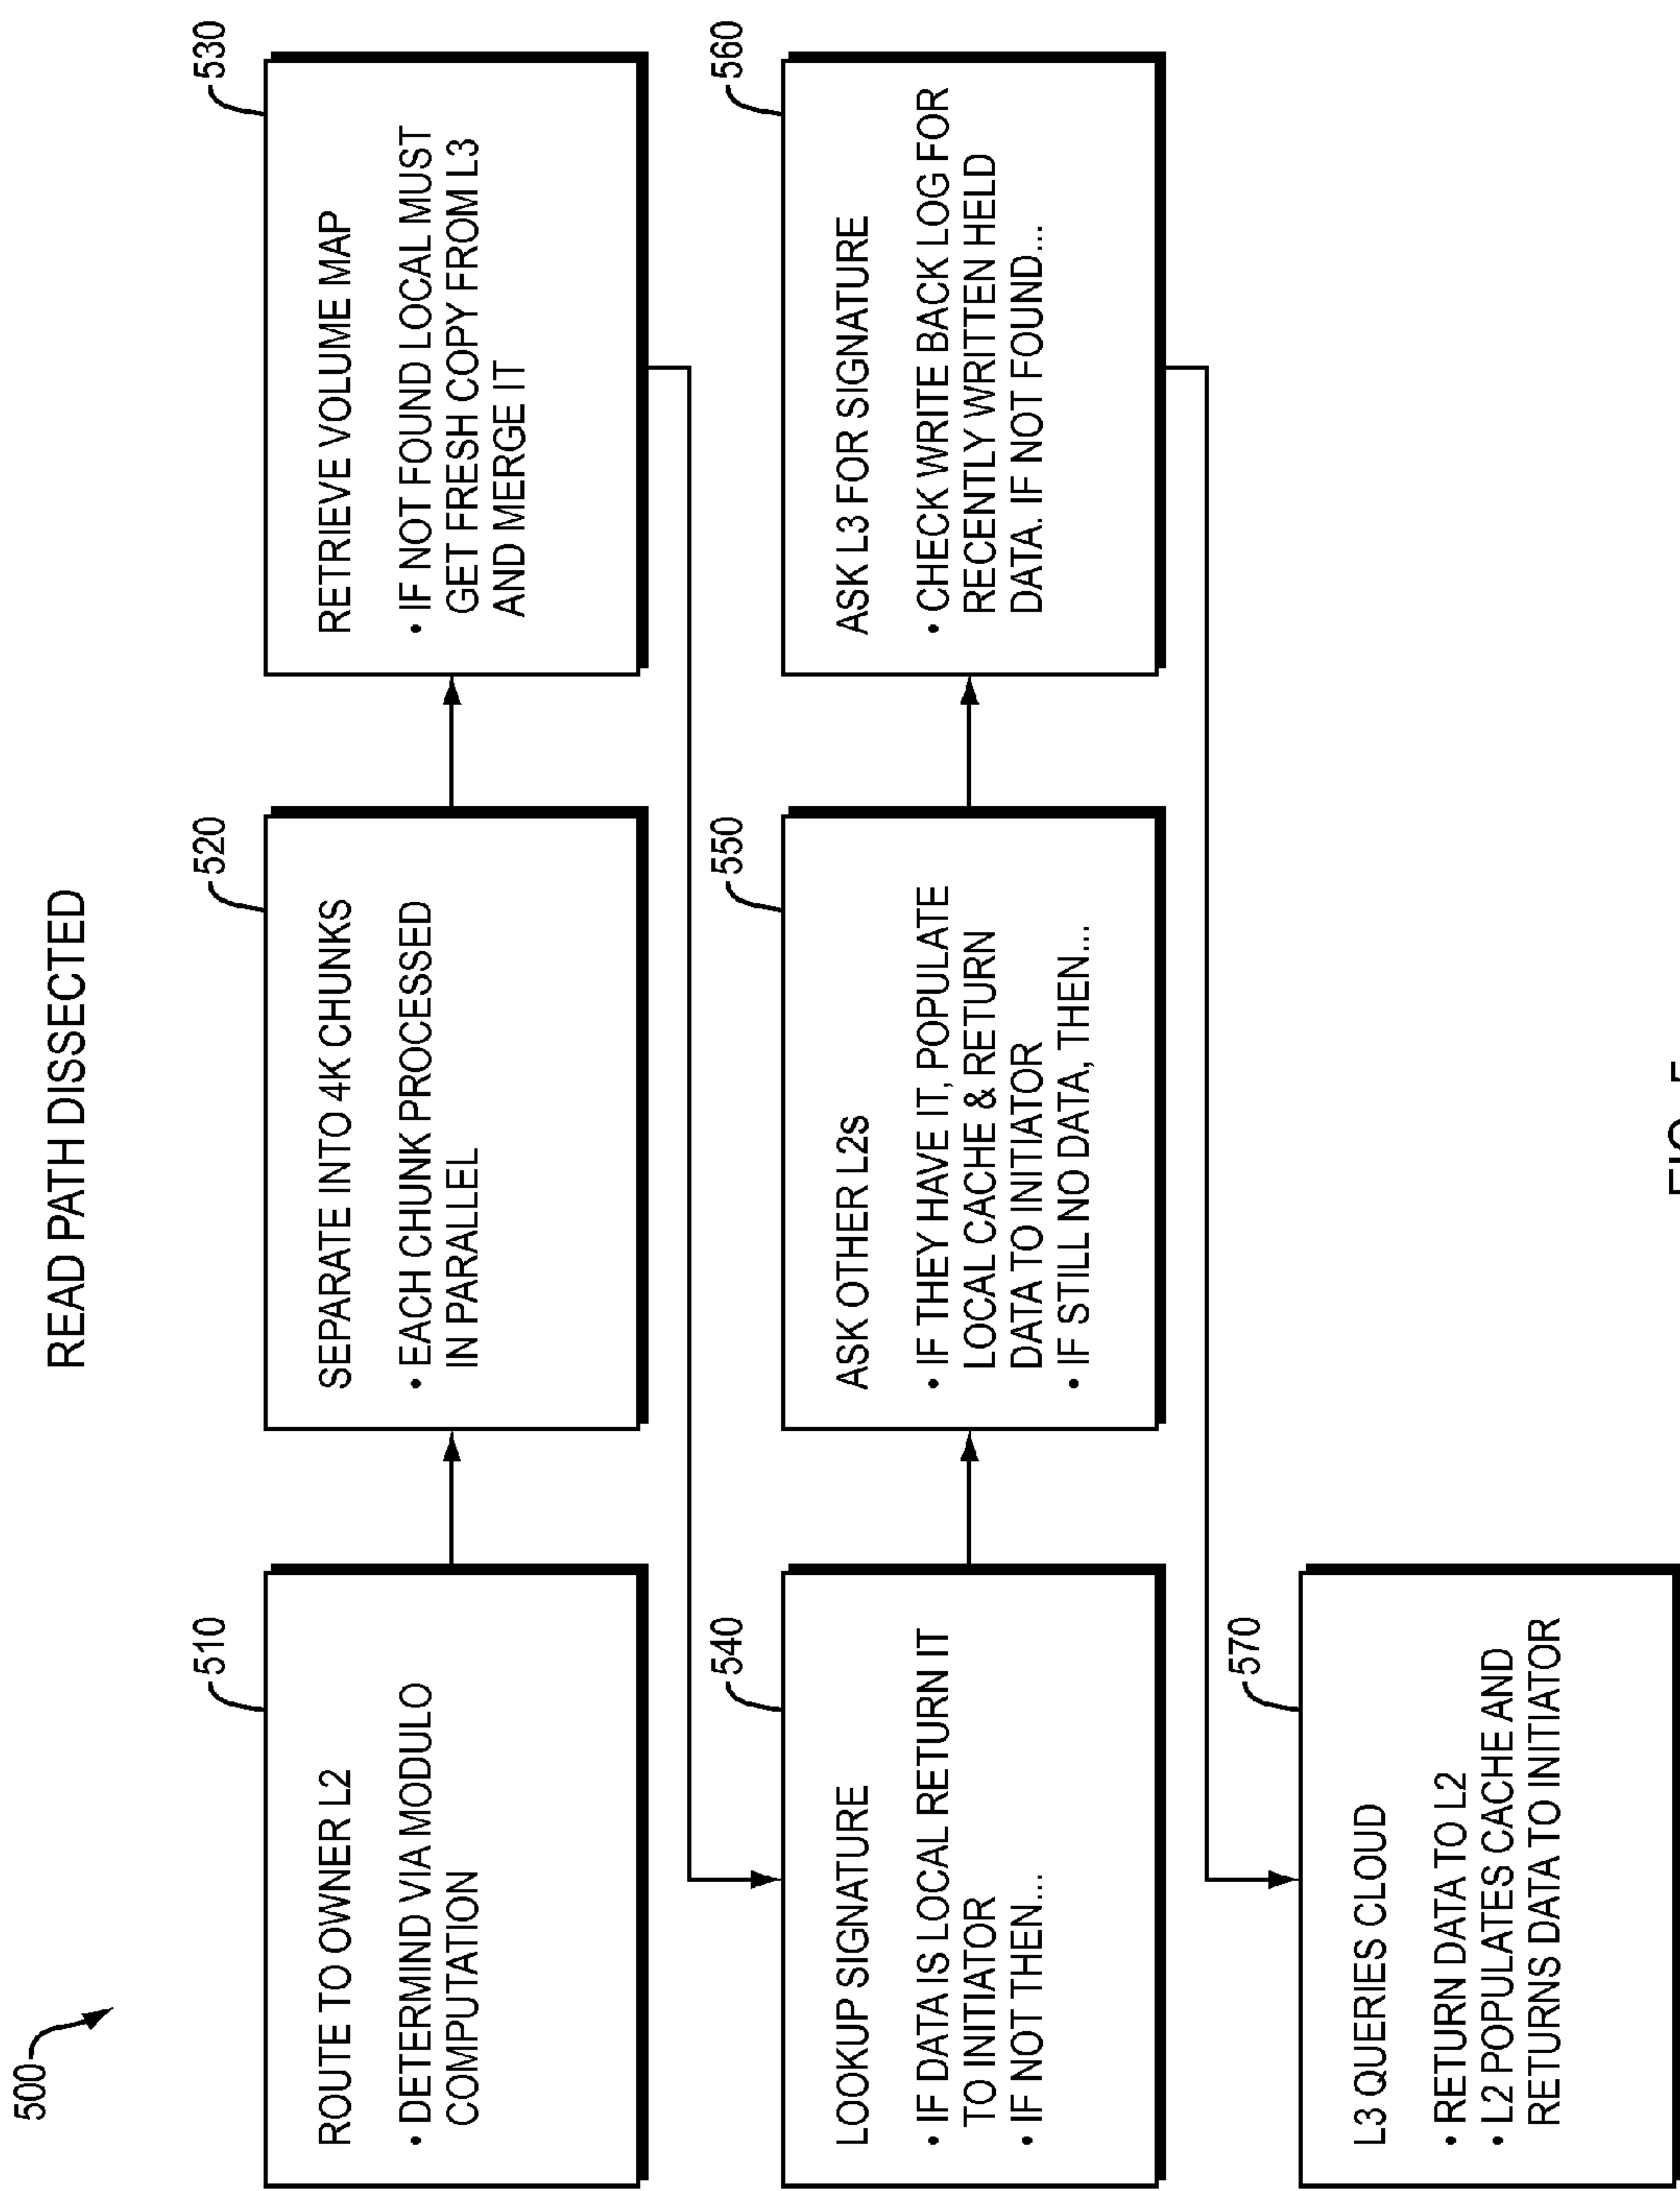 500
READ PATH DISSECTED
510
ROUTE TO OWNER L2
• DETERMIND VIA MODULO
COMPUTATION
520
SEPARATE INTO 4K CHUNKS
• EACH CHUNK PROCESSED
IN PARALLEL
530
RETRIEVE VOLUME MAP
• IF NOT FOUND LOCAL MUST
GET FRESH COPY FROM L3
AND MERGE IT
540
LOOKUP SIGNATURE
• IF DATA IS LOCAL RETURN IT
TO INITIATOR
• IF NOT THEN...
550
ASK OTHER L2s
• IF THEY HAVE IT, POPULATE
LOCAL CACHE & RETURN
DATA TO INITIATOR
• IF STILL NO DATA, THEN...
560
ASK L3 FOR SIGNATURE
• CHECK WRITE BACK LOG FOR
RECENTLY WRITTEN HELD
DATA. IF NOT FOUND...
570
L3 QUERIES CLOUD
• RETURN DATA TO L2
• L2 POPULATES CACHE AND
RETURNS DATA TO INITIATOR